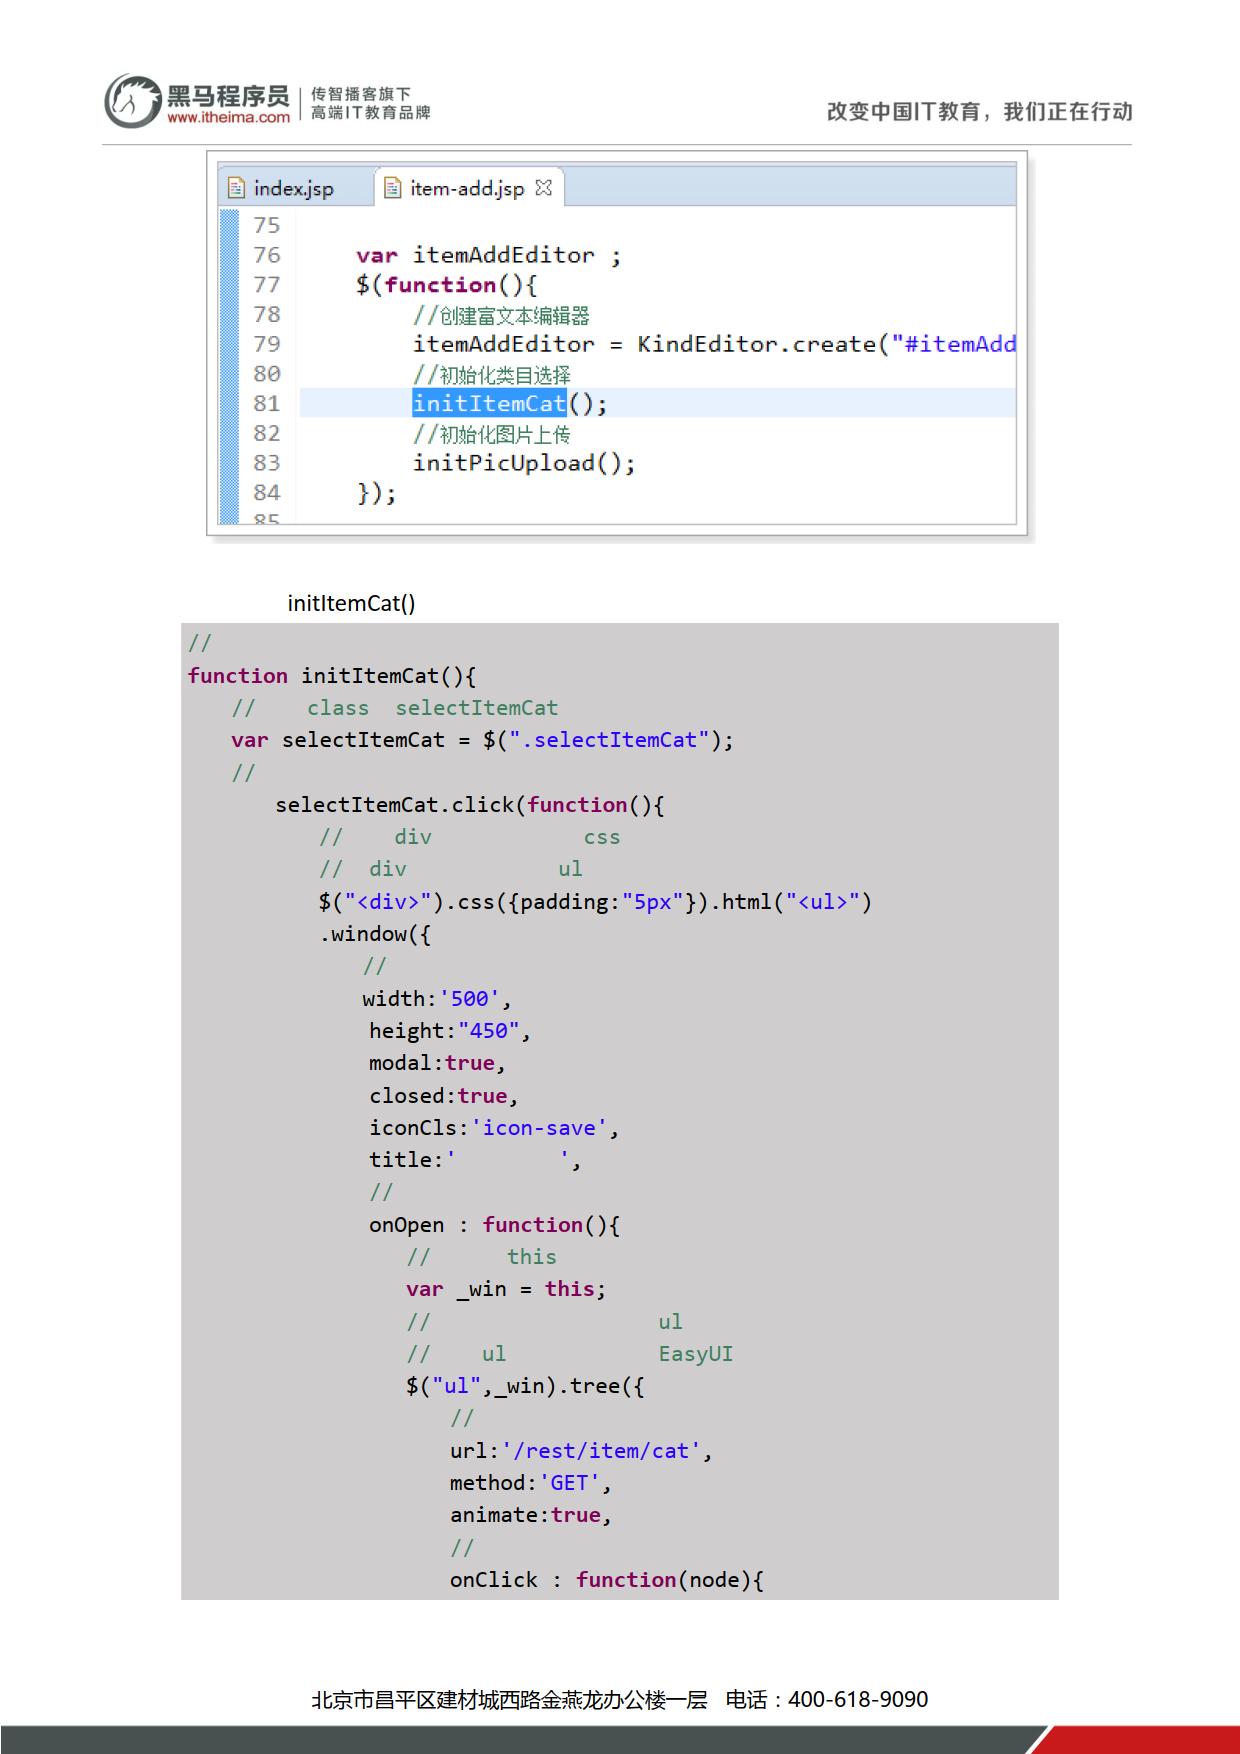 黑马程序员
www.itheima.com
传智播客旗下
高端IT教育品牌
改变中国IT教育，我们正在行动
index.jsp item-add.jsp
75
76 var itemAddEditor ;
77 $(function(){
78 //创建富文本编辑器
79 itemAddEditor = KindEditor.create("#itemAdd
80 //初始化类目选择
81 initItemCat();
82 //初始化图片上传
83 initPicUpload();
84 });
85
initItemCat()
//
function initItemCat(){
// class selectItemCat
var selectItemCat = $(".selectItemCat");
//
selectItemCat.click(function(){
// div css
// div ul
$("<div>").css({padding:"5px"}).html("<ul>")
.window({
//
width:'500',
height:"450",
modal:true,
closed:true,
iconCls:'icon-save',
title:' ',
//
onOpen : function(){
// this
var _win = this;
// ul
// ul EasyUI
$("ul",_win).tree({
//
url:'/rest/item/cat',
method:'GET',
animate:true,
//
onClick : function(node){
北京市昌平区建材城西路金燕龙办公楼一层 电话：400-618-9090